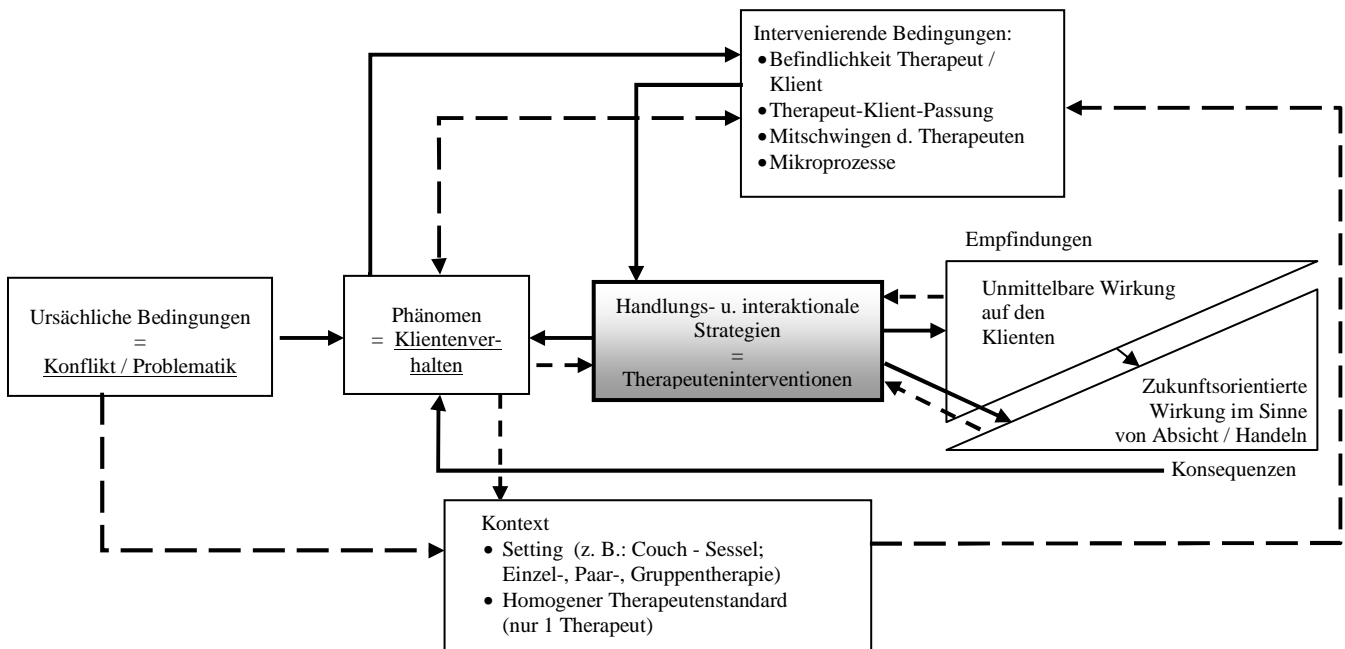 Intervenierende Bedingungen:
•Befindlichkeit Therapeut /
Klient
•Therapeut-Klient-Passung
•Mitschwingen d. Therapeuten
•Mikroprozesse
Empfindungen
Ursächliche Bedingungen
=
Konflikt / Problematik
Phänomen
= Klientenver-
halten
Handlungs- u. interaktionale
Strategien
=
Therapeuteninterventionen
Unmittelbare Wirkung
auf den
Klienten
Zukunftsorientierte
Wirkung im Sinne
von Absicht / Handeln
Konsequenzen
Kontext
• Setting (z. B.: Couch - Sessel;
Einzel-, Paar-, Gruppentherapie)
• Homogener Therapeutenstandard
(nur 1 Therapeut)